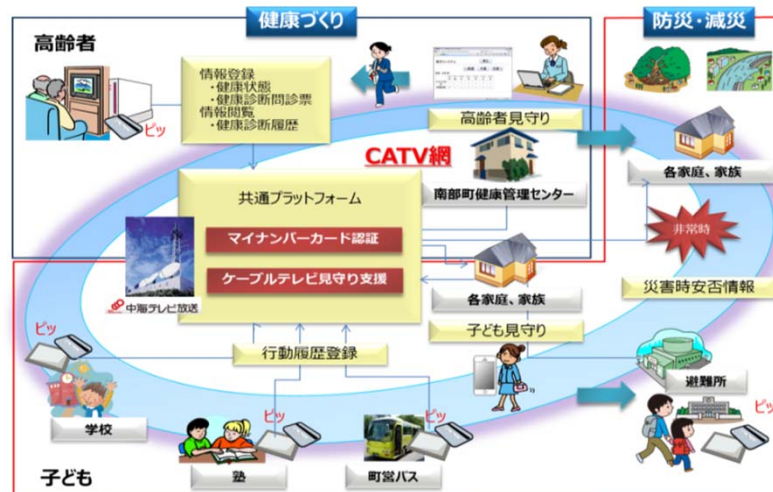 健康づくり
防災・減災
高齢者
情報登録
・健康状態
・健康診断問診票
情報閲覧
・健康診断履歴
ピッ
高齢者見守り
CATV網
共通プラットフォーム
マイナンバーカード認証
ケーブルテレビ見守り支援
南部町健康管理センター
各家庭、家族
非常時
中海テレビ放送
各家庭、家族
災害時安否情報
子ども見守り
ピッ
行動履歴登録
避難所
学校
ピッ
ピッ
ピッ
塾
町営バス
子ども